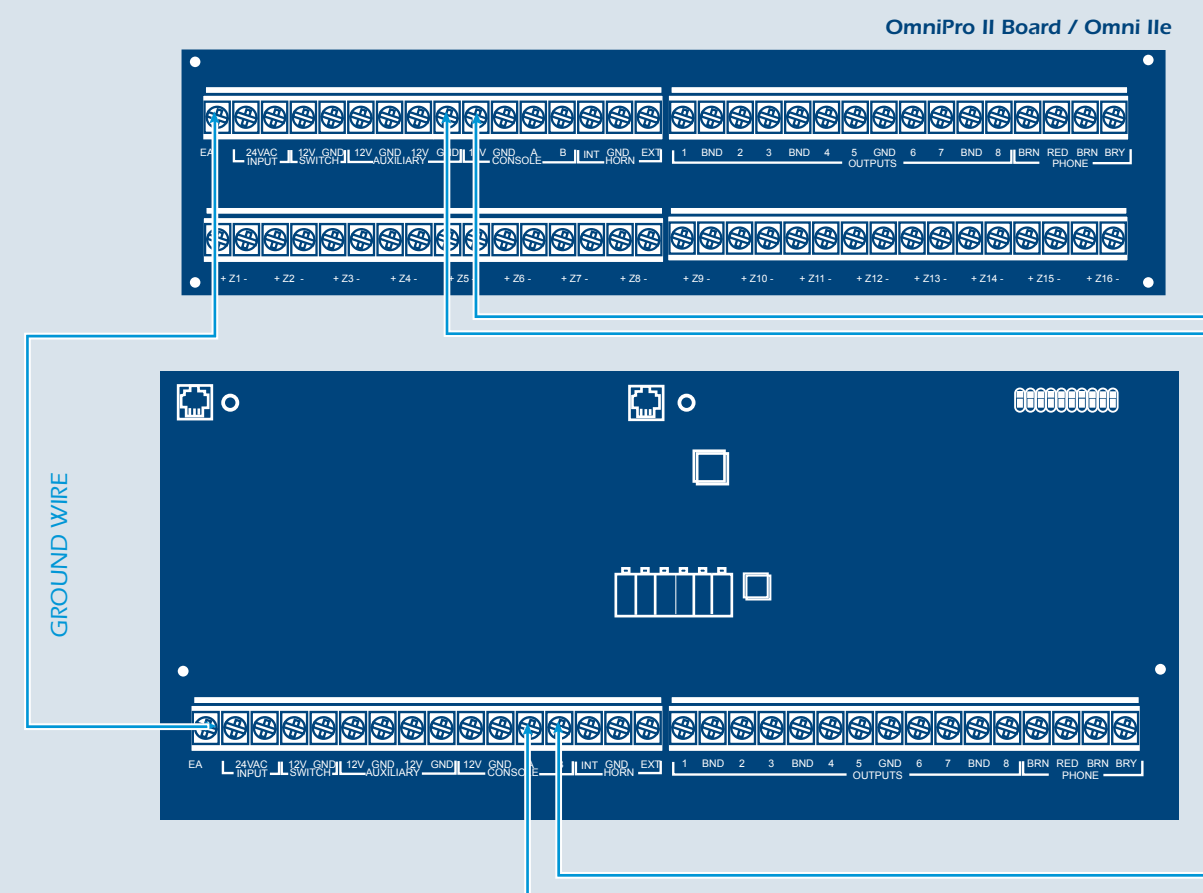 OmniPro II Board / Omni IIe
EA 24VAC 12V GND 12V GND 12V GND 12V GND A B INT GND EXT 1 BND 2 3 BND 4 5 GND 6 7 BND 8 BRN RED BRN BRY
INPUT SWITCH AUXILIARY CONSOLE HORN OUTPUTS PHONE
+ Z1 - + Z2 - + Z3 - + Z4 - + Z5 - + Z6 - + Z7 - + Z8 - + Z9 - + Z10 - + Z11 - + Z12 - + Z13 - + Z14 - + Z15 - + Z16 -
GROUND WIRE
EA 24VAC 12V GND 12V GND 12V GND 12V GND A B INT GND EXT 1 BND 2 3 BND 4 5 GND 6 7 BND 8 BRN RED BRN BRY
INPUT SWITCH AUXILIARY CONSOLE HORN OUTPUTS PHONE